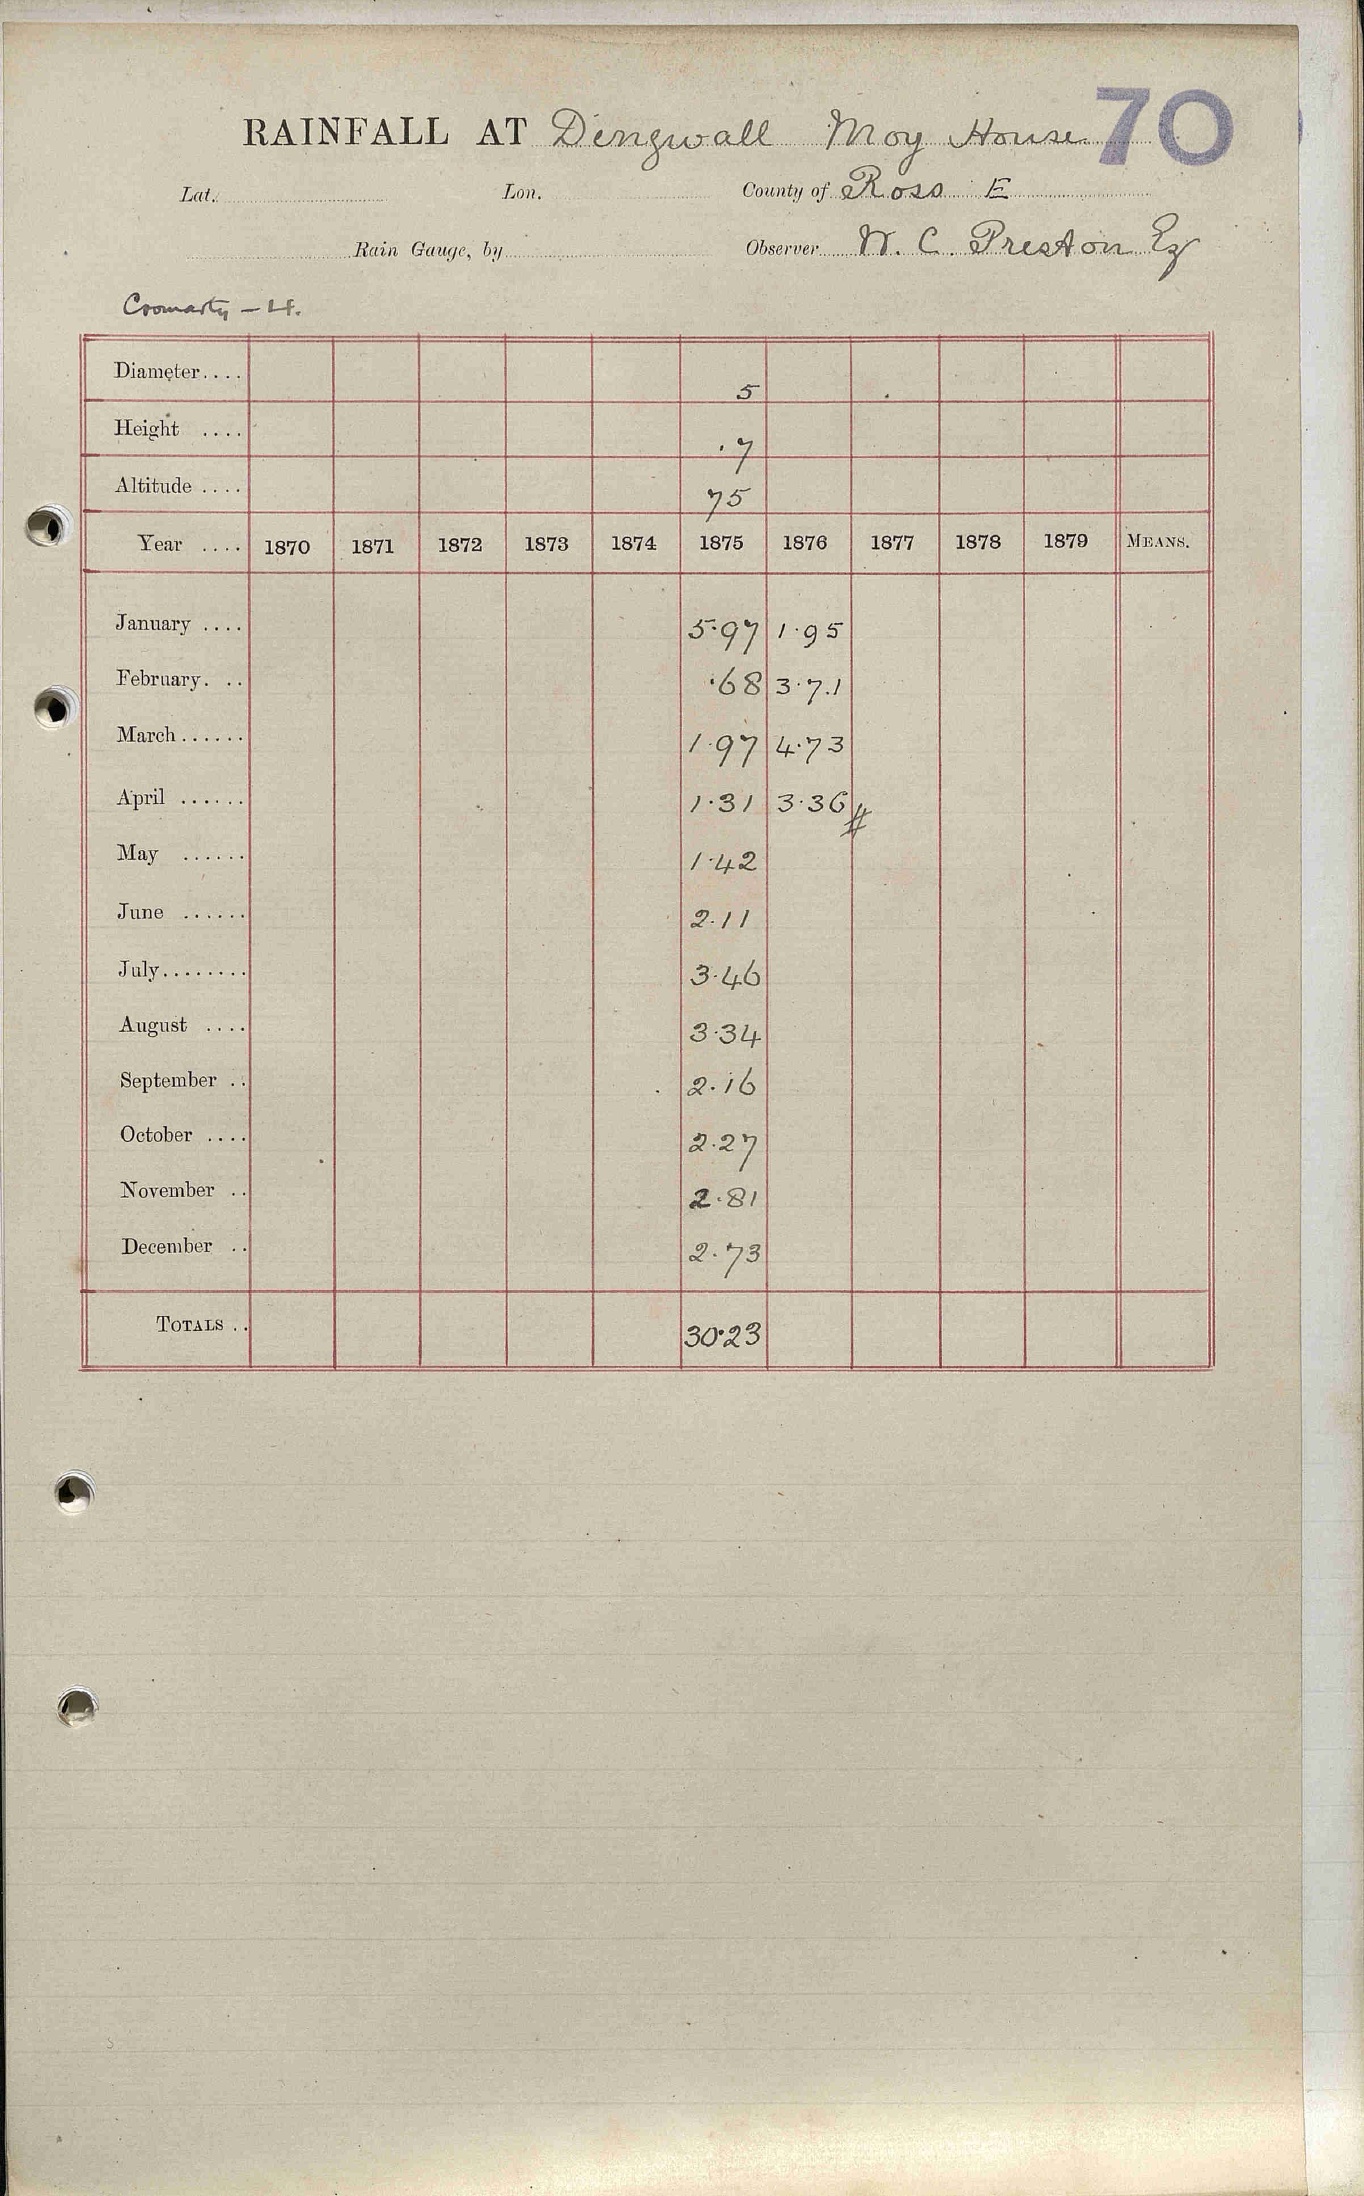 RAINFALL AT Dingwall Moy House 70
Lat. Lon. County of Ross E
Rain Gauge, by Observer W. C. Preston Eq
Cromarty – H.
Diameter.... 5
Height .... .7
Altitude .... 75
Year .... 1870 1871 1872 1873 1874 1875 1876 1877 1878 1879 MEANS.
January .... 5.97 1.95
February. .. .68 3.71
March...... 1.97 4.73
April ...... 1.31 3.36 #
May ...... 1.42
June ...... 2.11
July........ 3.46
August .... 3.34
September .. 2.16
October .... 2.27
November .. 2.81
December .. 2.73
TOTALS .. 30.23